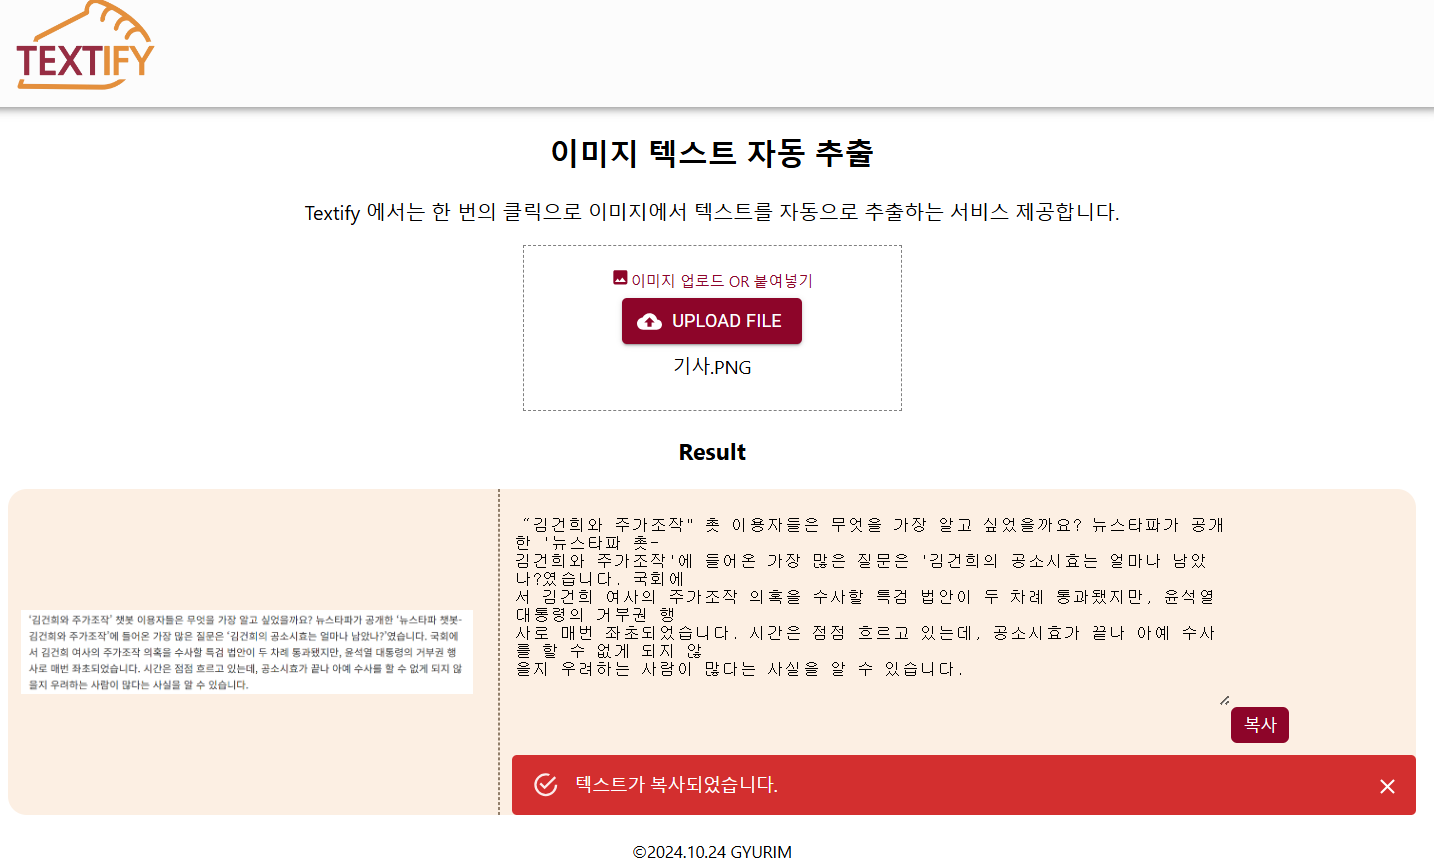 TEXTIFY
이미지 텍스트 자동 추출
Textify 에서는 한 번의 클릭으로 이미지에서 텍스트를 자동으로 추출하는 서비스 제공합니다.
이미지 업로드 OR 붙여넣기
UPLOAD FILE
기사.PNG
Result
‘김건희와 주가조작’ 챗봇 이용자들은 무엇을 가장 알고 싶었을까요? 뉴스타파가 공개한 ‘뉴스타파 챗봇-
김건희와 주가조작’에 들어온 가장 많은 질문은 ‘김건희의 공소시효는 얼마나 남았나?’였습니다. 국회에
서 김건희 여사의 주가조작 의혹을 수사할 특검 법안이 두 차례 통과됐지만, 윤석열 대통령의 거부권 행
사로 매번 좌초되었습니다. 시간은 점점 흐르고 있는데, 공소시효가 끝나 아예 수사를 할 수 없게 되지 않
을지 우려하는 사람이 많다는 사실을 알 수 있습니다.
“김건희와 주가조작" 촛 이용자들은 무엇을 가장 알고 싶었을까요? 뉴스타파가 공개
한 '뉴스타파 촛-
김건희와 주가조작'에 들어온 가장 많은 질문은 '김건희의 공소시효는 얼마나 남았
나?였습니다. 국회에
서 김건희 여사의 주가조작 의혹을 수사할 특검 법안이 두 차례 통과됐지만, 윤석열
대통령의 거부권 행
사로 매번 좌초되었습니다. 시간은 점점 흐르고 있는데, 공소시효가 끝나 아예 수사
를 할 수 없게 되지 않
을지 우려하는 사람이 많다는 사실을 알 수 있습니다.
복사
텍스트가 복사되었습니다.
©2024.10.24 GYURIM